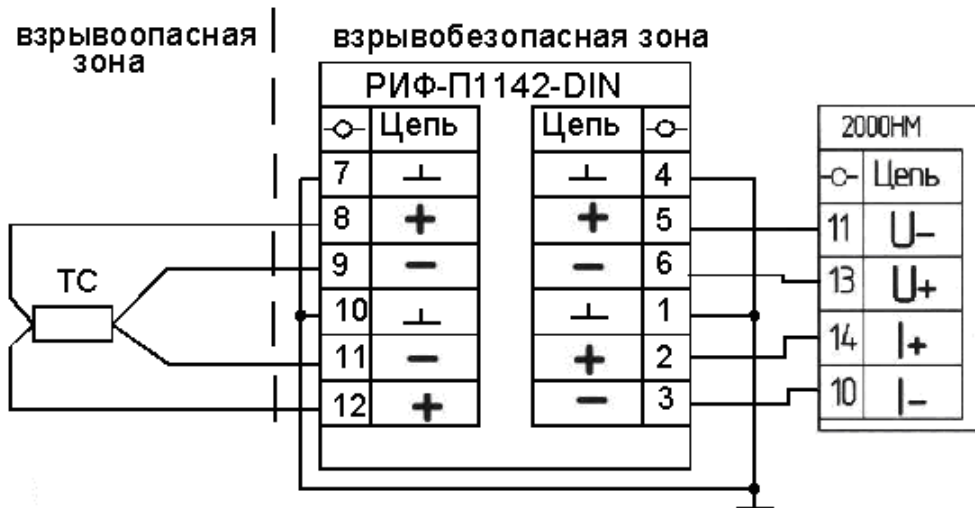 взрывоопасная
зона
взрывобезопасная зона
РИФ-П1142-DIN
Цепь Цепь
7 ⊥ ⊥ 4
8 + + 5
9 − − 6
10 ⊥ ⊥ 1
11 − + 2
12 + − 3
ТС
2000НМ
Цепь
11 U−
13 U+
14 I+
10 I−